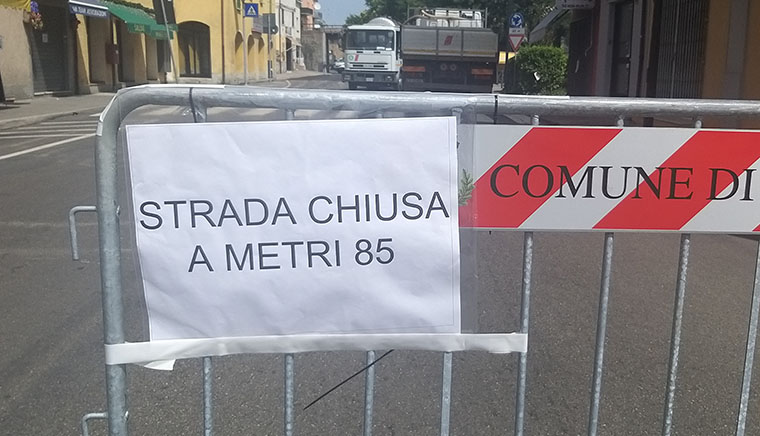 STRADA CHIUSA
A METRI 85
COMUNE DI